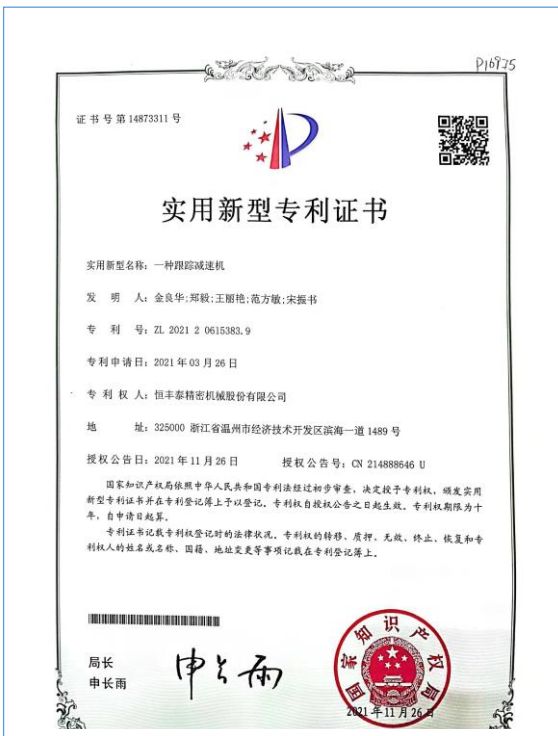 P16935
证书号第14873311号
实用新型专利证书
实用新型名称：一种跟踪减速机
发明人：金良华;郑毅;王丽艳;范方敏;宋振书
专利号：ZL 2021 2 0615383.9
专利申请日：2021年03月26日
专利权人：恒丰泰精密机械股份有限公司
地址：325000 浙江省温州市经济技术开发区滨海一道1489号
授权公告日：2021年11月26日 授权公告号：CN 214888646 U
国家知识产权局依照中华人民共和国专利法经过初步审查，决定授予专利权，颁发实用
新型专利证书并在专利登记簿上予以登记。专利权自授权公告之日起生效。专利权期限为十
年，自申请日起算。
专利证书记载专利权登记时的法律状况。专利权的转移、质押、无效、终止、恢复和专
利权人的姓名或名称、国籍、地址变更等事项记载在专利登记簿上。
局长
申长雨
申长雨
国家知识产权局
2021年11月26日